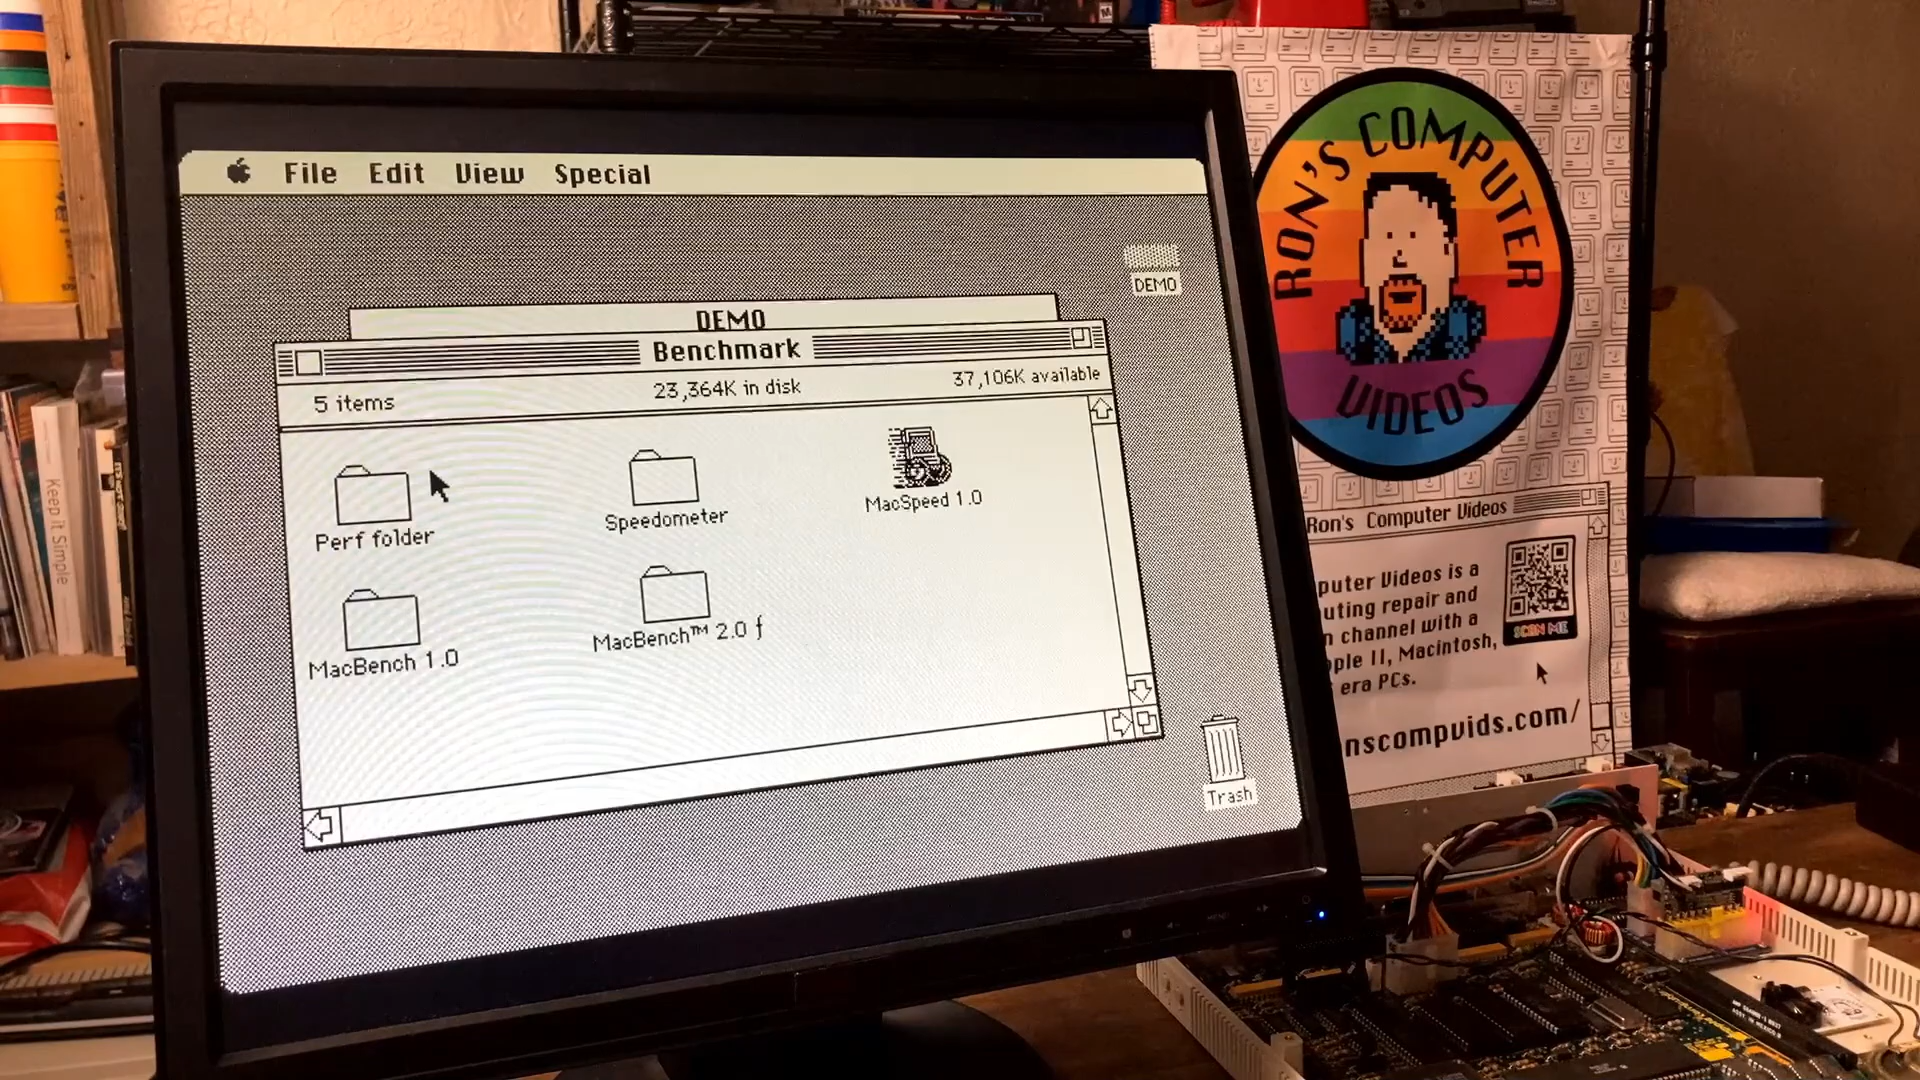 File Edit View Special
DEMO
DEMO
Benchmark
5 items 23,364K in disk 37,106K available
Perf folder
Speedometer
MacSpeed 1.0
MacBench 1.0
MacBench™ 2.0 ƒ
Trash
RON'S COMPUTER
VIDEOS
Ron's Computer Videos
puter Videos is a
uting repair and
n channel with a
ple II, Macintosh,
era PCs.
SCAN ME
nscompvids.com/
Keep it Simple